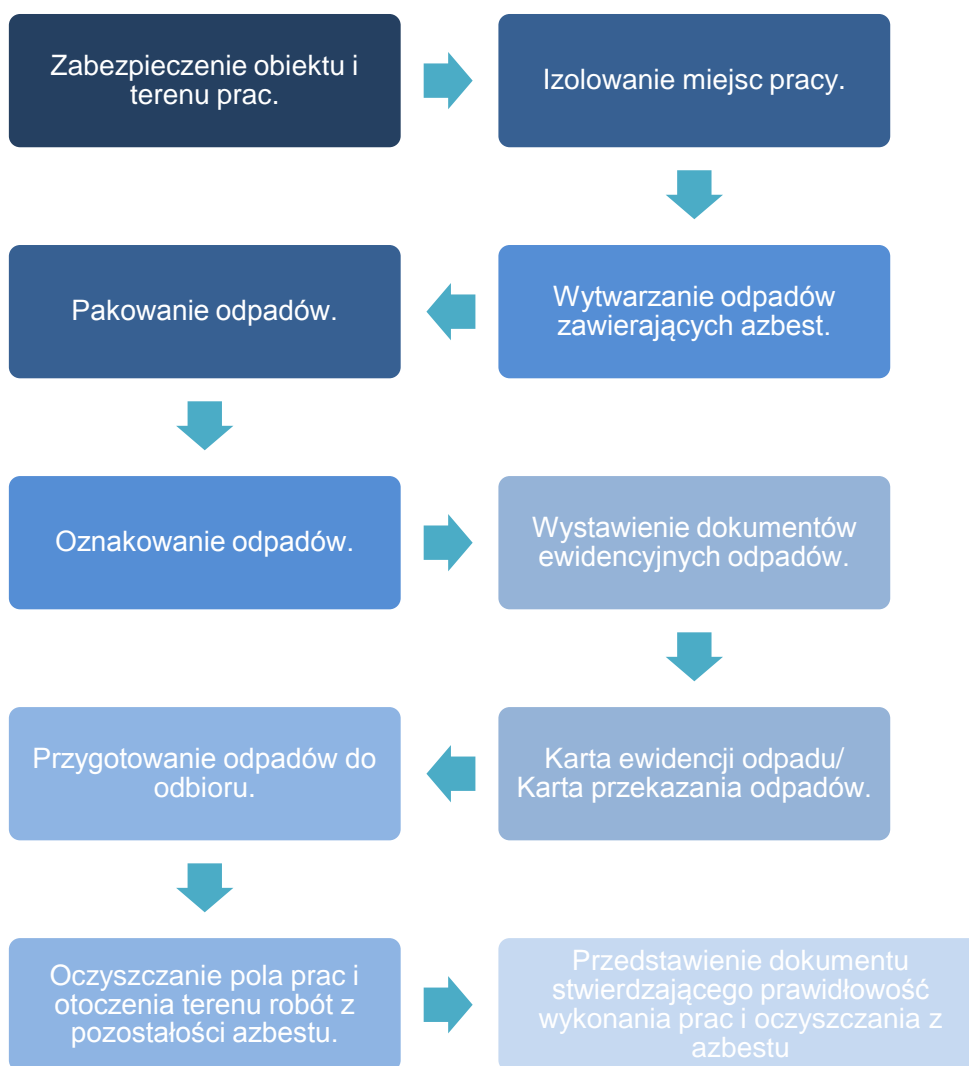 Zabezpieczenie obiektu i
terenu prac.
Izolowanie miejsc pracy.
Wytwarzanie odpadów
zawierających azbest.
Pakowanie odpadów.
Oznakowanie odpadów.
Wystawienie dokumentów
ewidencyjnych odpadów.
Karta ewidencji odpadu/
Karta przekazania odpadów.
Przygotowanie odpadów do
odbioru.
Oczyszczanie pola prac i
otoczenia terenu robót z
pozostałości azbestu.
Przedstawienie dokumentu
stwierdzającego prawidłowość
wykonania prac i oczyszczania z
azbestu